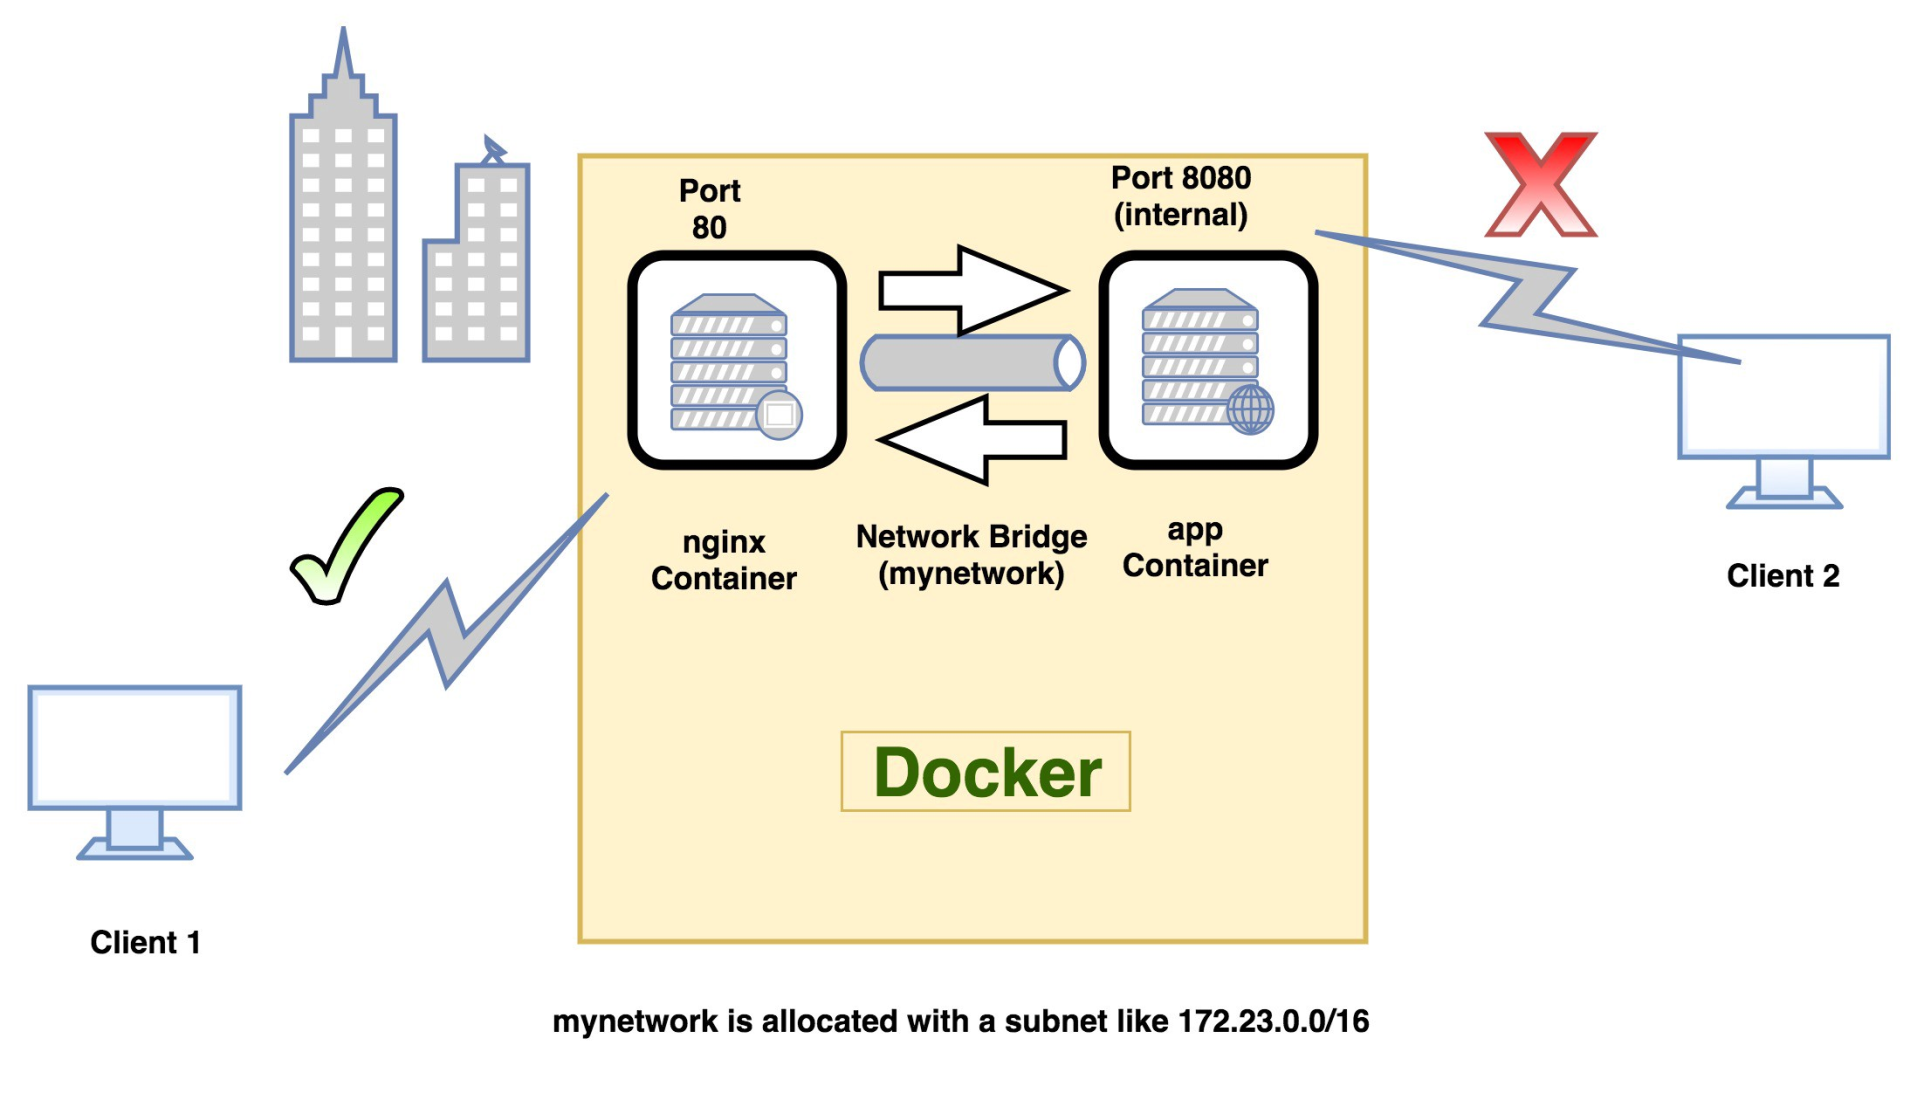 Port
80
Port 8080
(internal)
nginx
Container
Network Bridge
(mynetwork)
app
Container
Client 2
Docker
Client 1
mynetwork is allocated with a subnet like 172.23.0.0/16